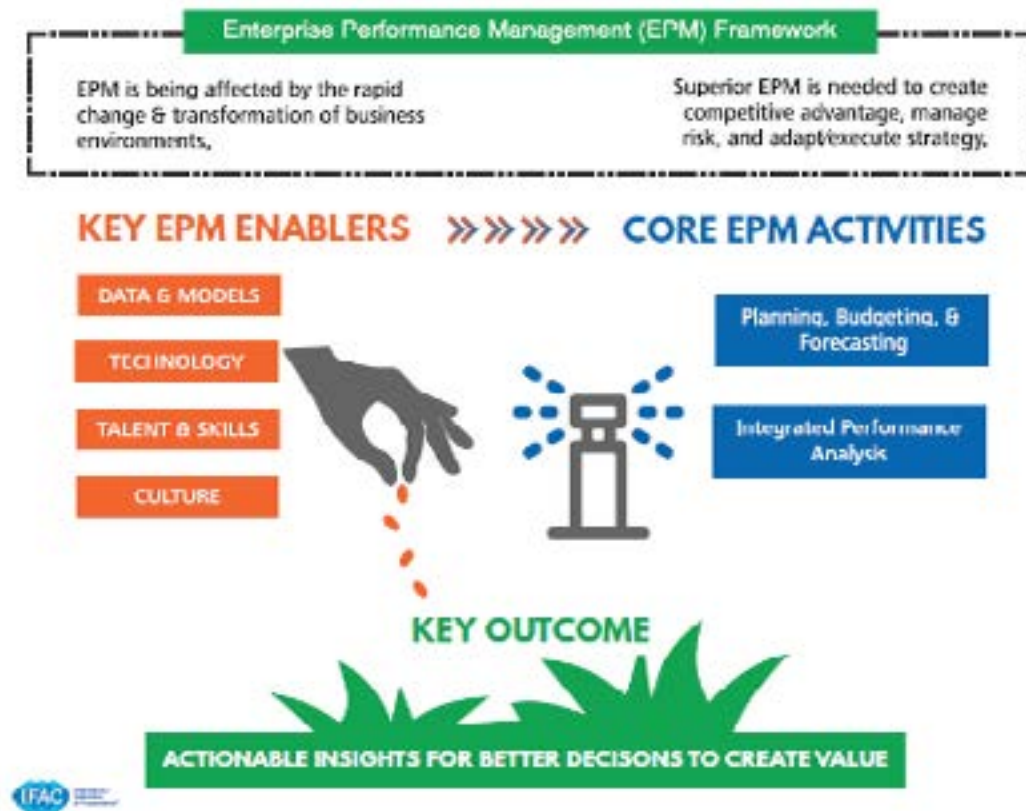 Enterprise Performance Management (EPM) Framework
EPM is being affected by the rapid
change & transformation of business
environments,
Superior EPM is needed to create
competitive advantage, manage
risk, and adapt/execute strategy.
KEY EPM ENABLERS
CORE EPM ACTIVITIES
DATA & MODELS
TECHNOLOGY
TALENT & SKILLS
CULTURE
Planning, Budgeting, &
Forecasting
Integrated Performance
Analysis
KEY OUTCOME
ACTIONABLE INSIGHTS FOR BETTER DECISONS TO CREATE VALUE
IFAC